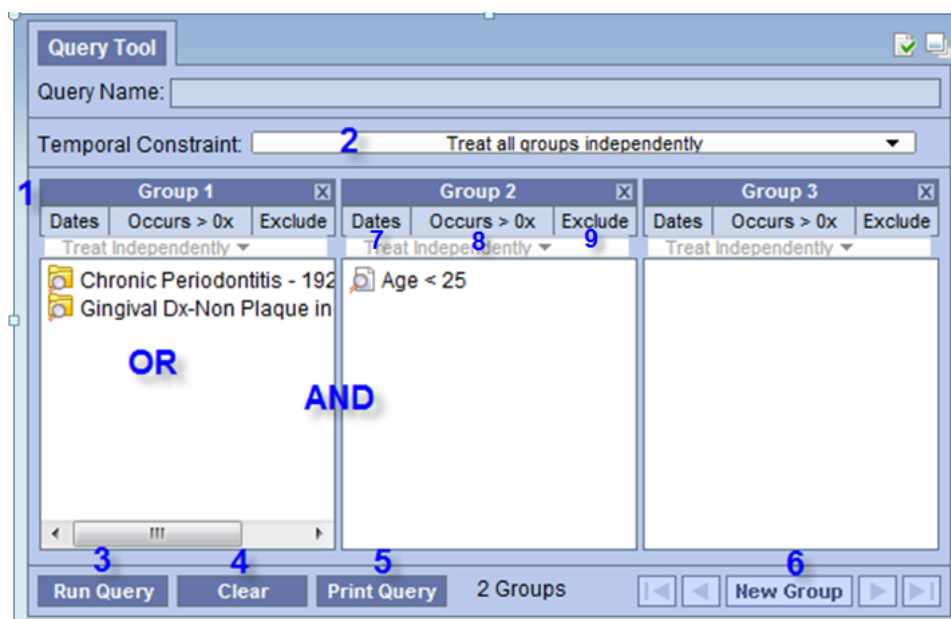 Query Tool
Query Name:
Temporal Constraint: 2 Treat all groups independently
1 Group 1 X Group 2 X Group 3 X
Dates Occurs > 0x Exclude Dates Occurs > 0x Exclude Dates Occurs > 0x Exclude
Treat Independently 7 Treat Independently 8 9 Treat Independently
Chronic Periodontitis - 192 Age < 25
Gingival Dx-Non Plaque in
OR
AND
3 4 5 6
Run Query Clear Print Query 2 Groups New Group